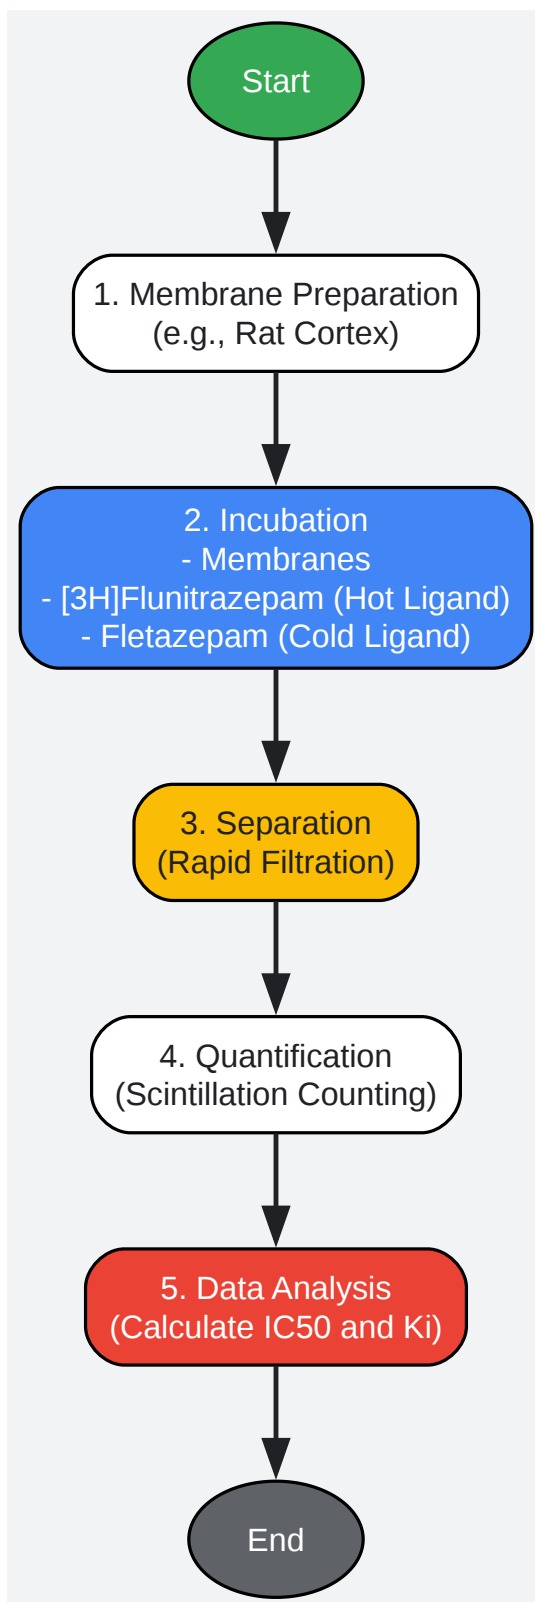 Start
1. Membrane Preparation
(e.g., Rat Cortex)
2. Incubation
- Membranes
- [3H]Flunitrazepam (Hot Ligand)
- Fletazepam (Cold Ligand)
3. Separation
(Rapid Filtration)
4. Quantification
(Scintillation Counting)
5. Data Analysis
(Calculate IC50 and Ki)
End